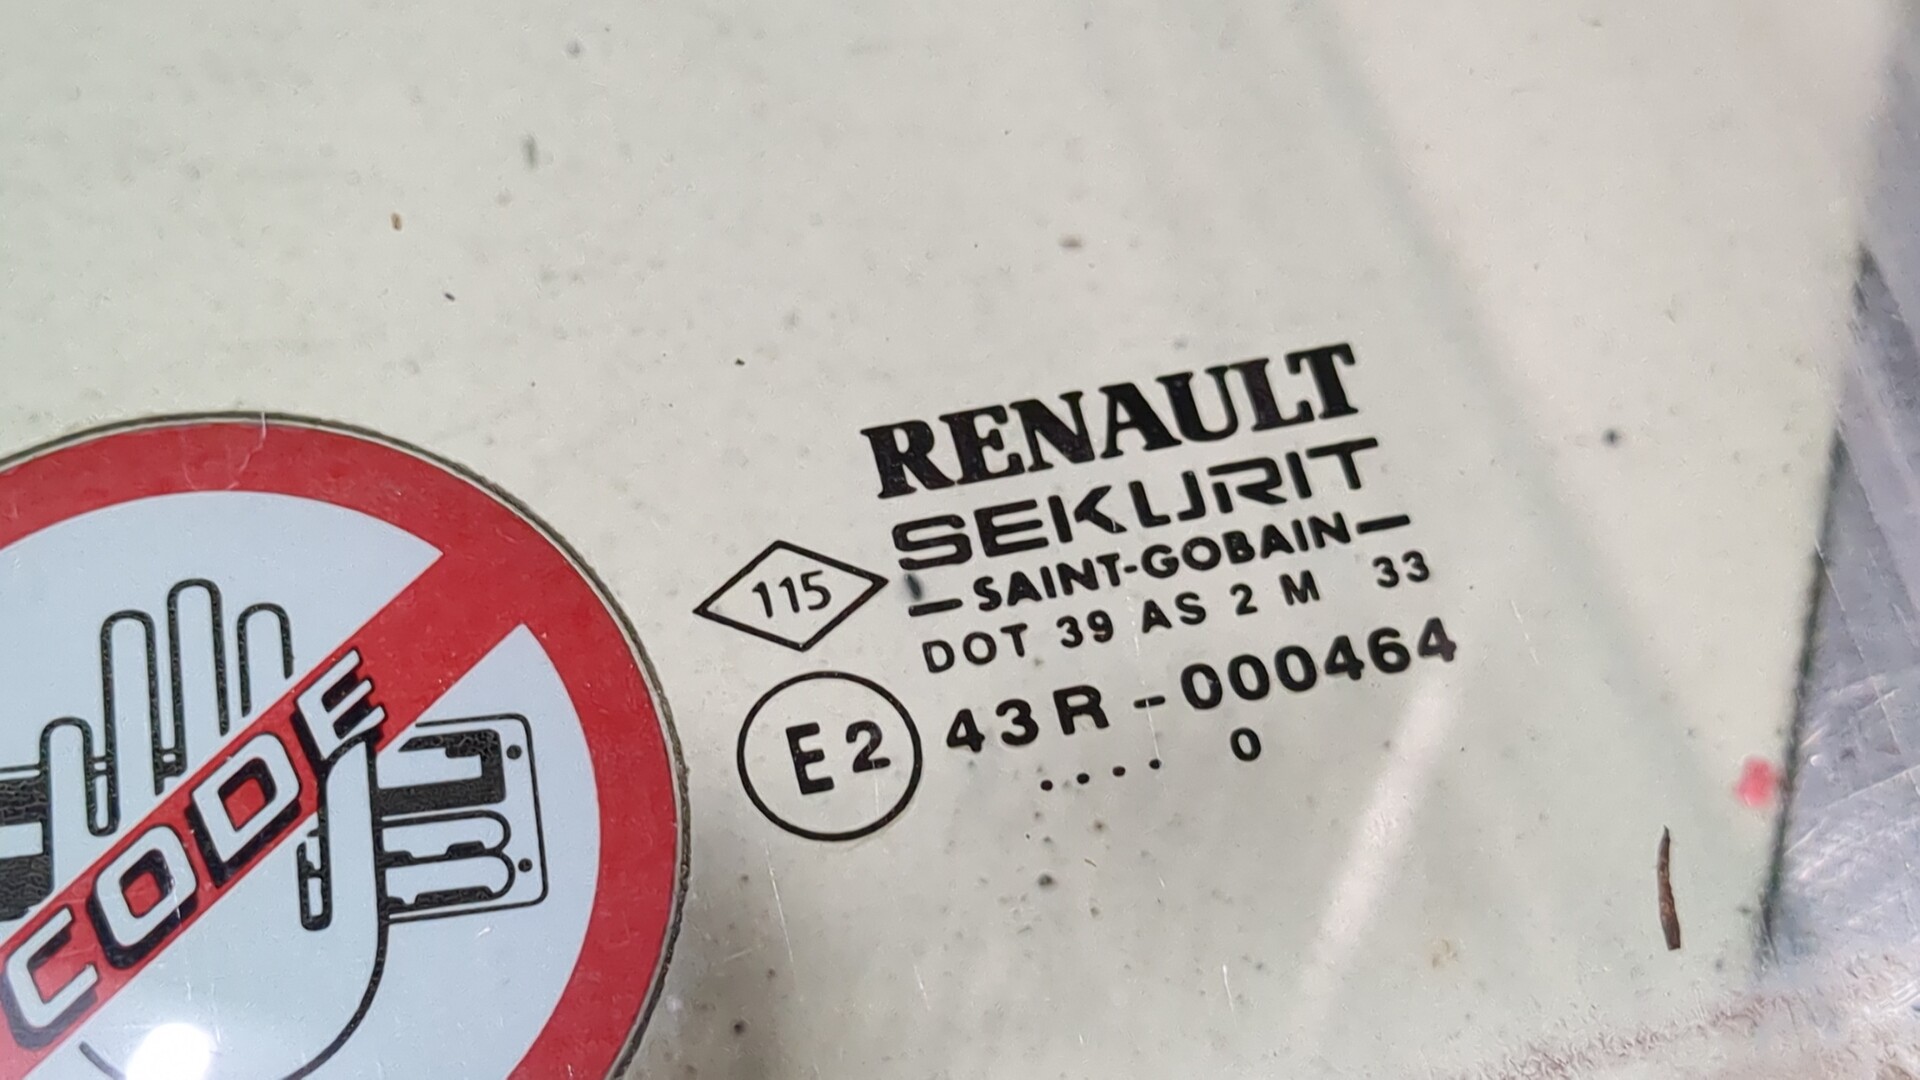 RENAULT
SEKURIT
—SAINT-GOBAIN—
115
DOT 39 AS 2 M 33
E2
43R-000464
.... 0
CODE